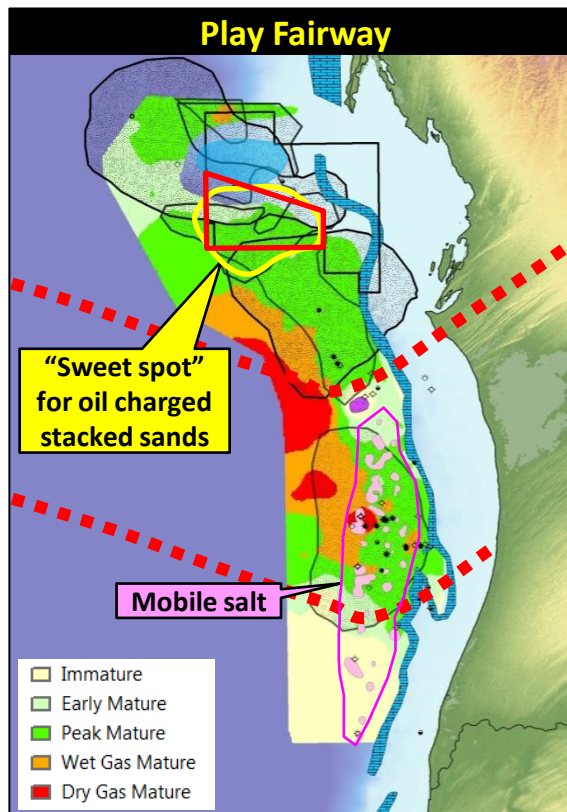 Play Fairway
“Sweet spot”
for oil charged
stacked sands
Mobile salt
Immature
Early Mature
Peak Mature
Wet Gas Mature
Dry Gas Mature